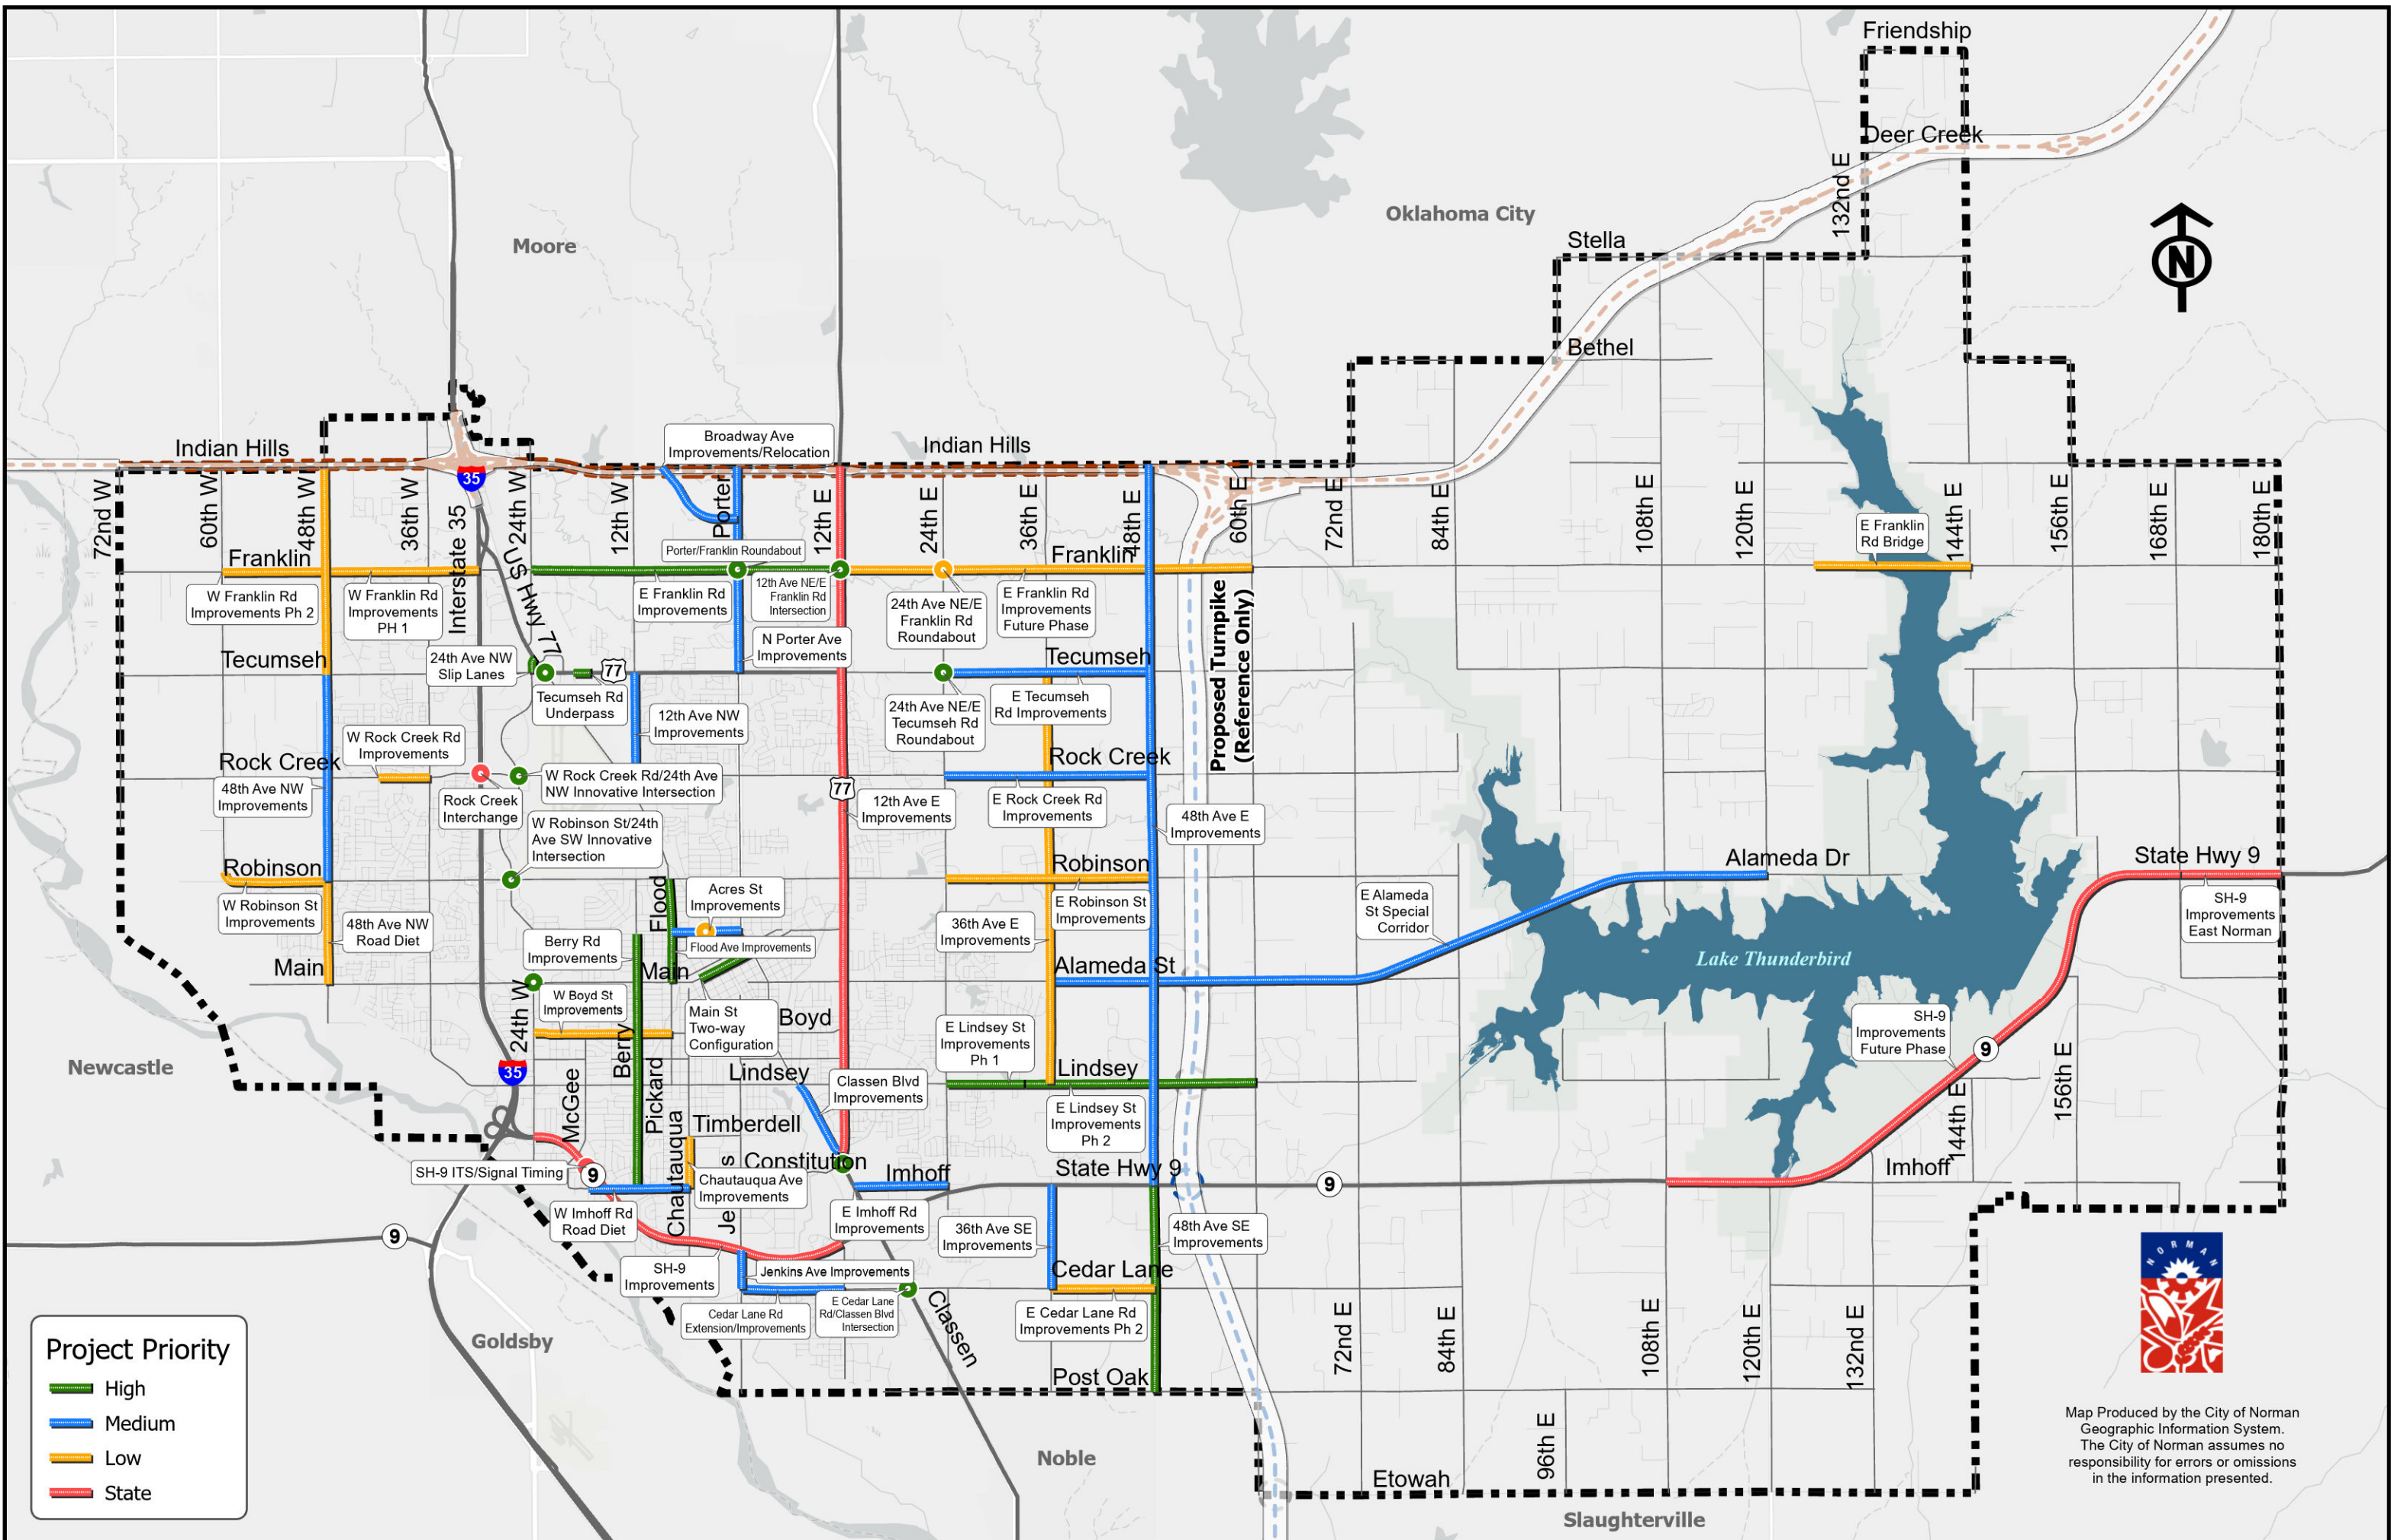 Friendship
Deer Creek
132nd E
Oklahoma City
Moore
Stella
N
Bethel
Indian Hills
Broadway Ave
Improvements/Relocation
Indian Hills
35
72nd W
60th W
48th W
36th W
Interstate 35
24th W
US Hwy 77
12th W
Porter
12th E
24th E
36th E
48th E
60th E
72nd E
84th E
108th E
120th E
144th E
156th E
168th E
180th E
E Franklin
Rd Bridge
Franklin
Porter/Franklin Roundabout
Franklin
W Franklin Rd
Improvements Ph 2
W Franklin Rd
Improvements
PH 1
E Franklin Rd
Improvements
12th Ave NE/E
Franklin Rd
Intersection
24th Ave NE/E
Franklin Rd
Roundabout
E Franklin Rd
Improvements
Future Phase
Proposed Turnpike
(Reference Only)
N Porter Ave
Improvements
Tecumseh
24th Ave NW
Slip Lanes
77
Tecumseh
Tecumseh Rd
Underpass
12th Ave NW
Improvements
24th Ave NE/E
Tecumseh Rd
Roundabout
E Tecumseh
Rd Improvements
W Rock Creek Rd
Improvements
Rock Creek
Rock Creek
48th Ave NW
Improvements
Rock Creek
Interchange
W Rock Creek Rd/24th Ave
NW Innovative Intersection
77
12th Ave E
Improvements
E Rock Creek Rd
Improvements
48th Ave E
Improvements
W Robinson St/24th
Ave SW Innovative
Intersection
Robinson
Robinson
Alameda Dr
State Hwy 9
W Robinson St
Improvements
48th Ave NW
Road Diet
Flood
Acres St
Improvements
Flood Ave Improvements
Berry Rd
Improvements
36th Ave E
Improvements
E Robinson St
Improvements
E Alameda
St Special
Corridor
SH-9
Improvements
East Norman
Lake Thunderbird
Main
Main
Alameda St
24th W
W Boyd St
Improvements
Main St
Two-way
Configuration
Boyd
E Lindsey St
Improvements
Ph 1
SH-9
Improvements
Future Phase
9
Newcastle
35
McGee
Berry
Pickard
Lindsey
Classen Blvd
Improvements
Lindsey
E Lindsey St
Improvements
Ph 2
144th E
156th E
Chautauqua
Timberdell
Constitution
Imhoff
State Hwy 9
Imhoff
SH-9 ITS/Signal Timing
9
Chautauqua Ave
Improvements
9
W Imhoff Rd
Road Diet
Je
s
E Imhoff Rd
Improvements
36th Ave SE
Improvements
48th Ave SE
Improvements
9
SH-9
Improvements
Jenkins Ave Improvements
Cedar Lane
Cedar Lane Rd
Extension/Improvements
E Cedar Lane
Rd/Classen Blvd
Intersection
Classen
E Cedar Lane Rd
Improvements Ph 2
NORMAN
Goldsby
72nd E
84th E
108th E
120th E
132nd E
Post Oak
Project Priority
High
Medium
Low
State
Noble
96th E
Etowah
Slaughterville
Map Produced by the City of Norman
Geographic Information System.
The City of Norman assumes no
responsibility for errors or omissions
in the information presented.